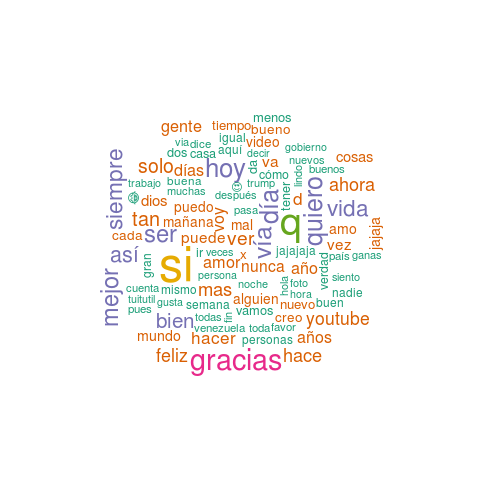 menos
gente
tiempo
bueno
via
dice
igual
video
dos
casa
aquí
decir
gobierno
solo
días
hoy
da
va
nuevos
cosas
siempre
trabajo
buena
cómo
lindo
buenos
ahora
muchas
trump
dios
después
tener
quiero
día
d
vida
tan
puedo
voy
pasa
mañana
mal
q
amo
jajaja
cada
ser
puede
ver
vía
vez
así
ir
veces
x
jajajaja
verdad
país
ganas
gran
si
amor
nunca
año
persona
siento
mejor
cuenta
mismo
mas
noche
hola
foto
hora
nadie
tuitutil
gusta
semana
alguien
nuevo
buen
pues
bien
todas
fin
vamos
creo
youtube
venezuela
toda
favor
mundo
hacer
personas
años
feliz
gracias
hace